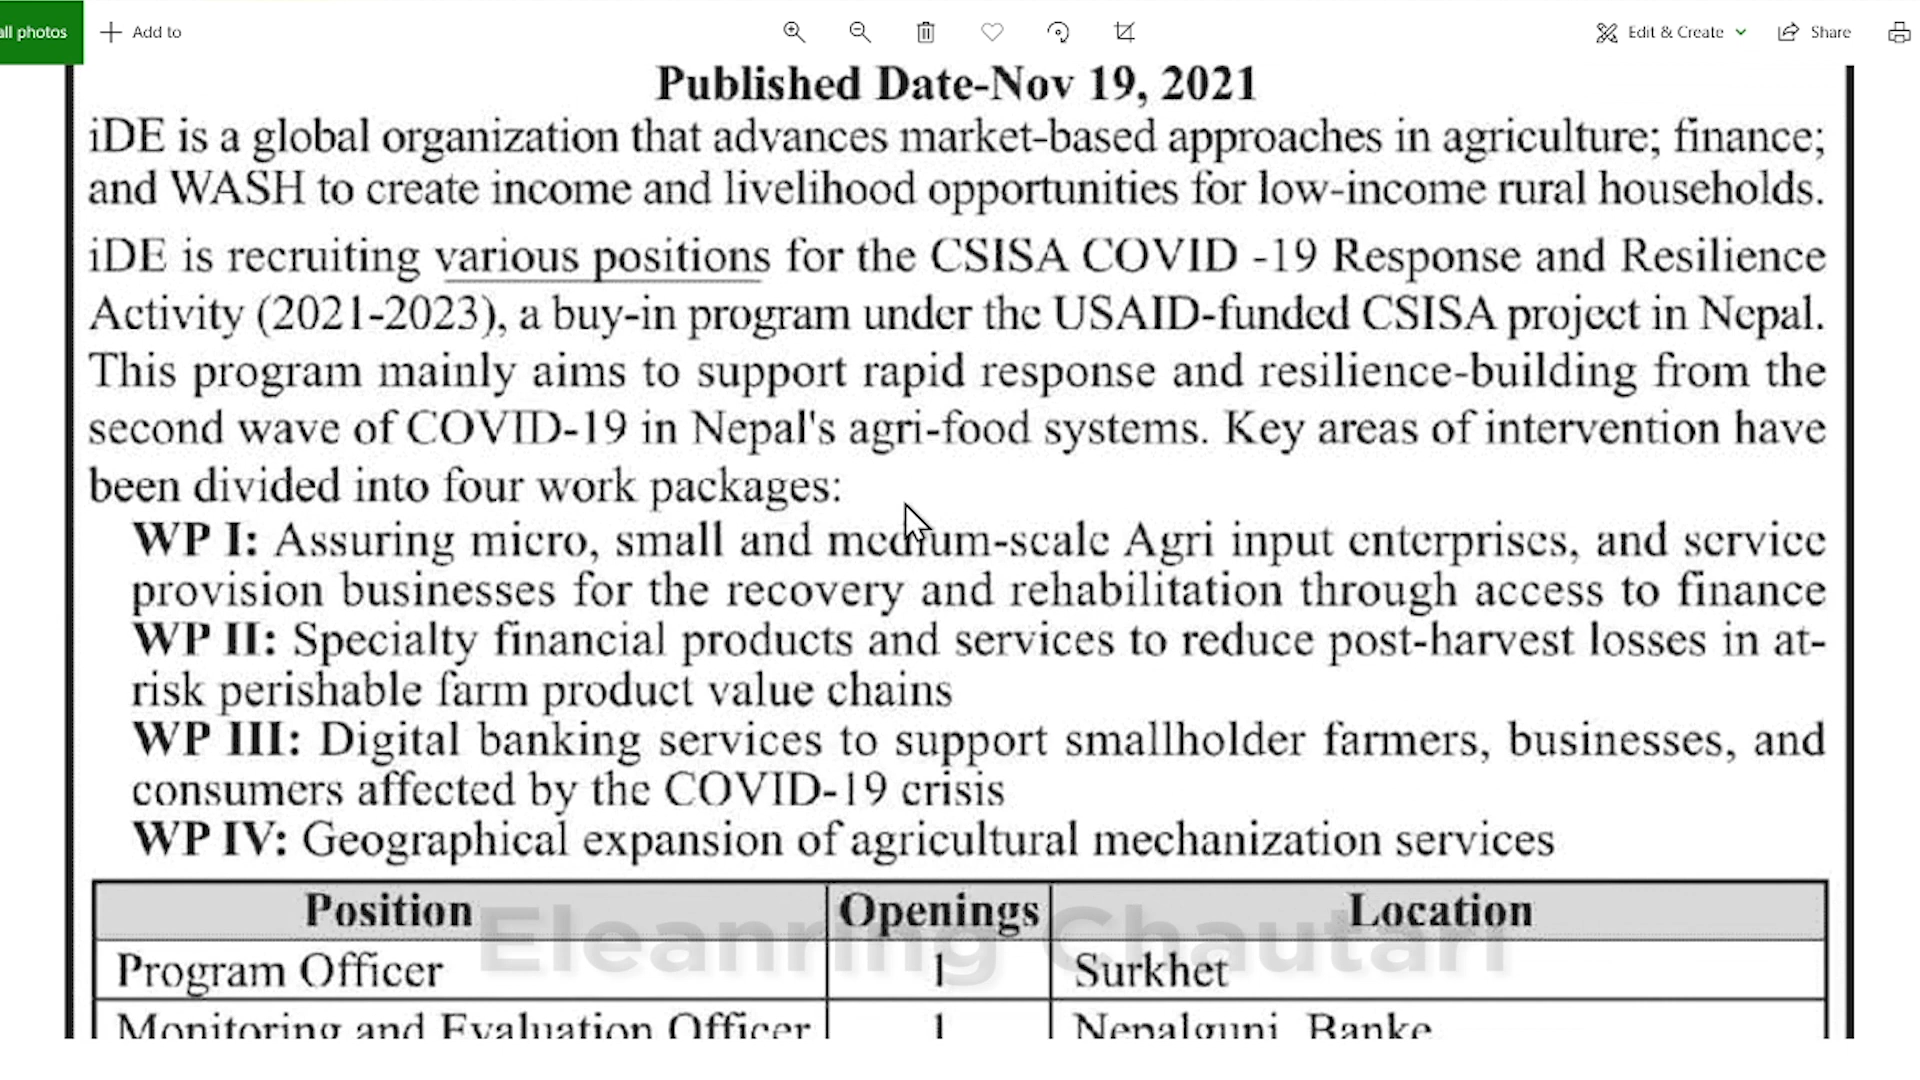 all photos
Add to
Edit & Create
Share
Published Date-Nov 19, 2021
iDE is a global organization that advances market-based approaches in agriculture; finance;
and WASH to create income and livelihood opportunities for low-income rural households.
iDE is recruiting various positions for the CSISA COVID -19 Response and Resilience
Activity (2021-2023), a buy-in program under the USAID-funded CSISA project in Nepal.
This program mainly aims to support rapid response and resilience-building from the
second wave of COVID-19 in Nepal's agri-food systems. Key areas of intervention have
been divided into four work packages:
WP I: Assuring micro, small and medium-scale Agri input enterprises, and service
provision businesses for the recovery and rehabilitation through access to finance
WP II: Specialty financial products and services to reduce post-harvest losses in at-
risk perishable farm product value chains
WP III: Digital banking services to support smallholder farmers, businesses, and
consumers affected by the COVID-19 crisis
WP IV: Geographical expansion of agricultural mechanization services
Position Openings Location
Eleanring Chautari
Program Officer 1 Surkhet
Monitoring and Evaluation Officer 1 Nepalgunj, Banke